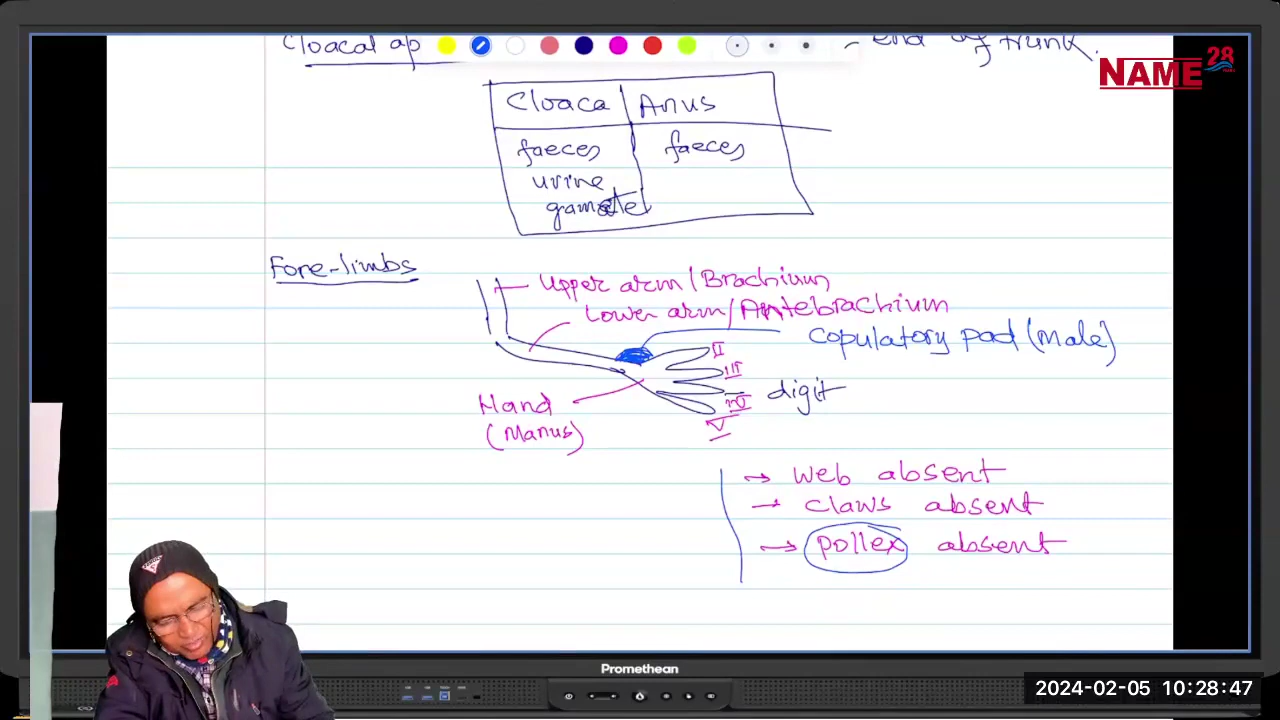 Cloacal ap
- end of trunk.
NAME 28
Cloaca | Anus
faeces faeces
urine
gametes
Fore-limbs
Upper arm/Brachium
Lower arm/Antebrachium
copulatory pad (Male)
II
III
IV
V
digit
Hand
(Manus)
→ web absent
→ claws absent
→ pollex absent
Promethean
2024-02-05 10:28:47